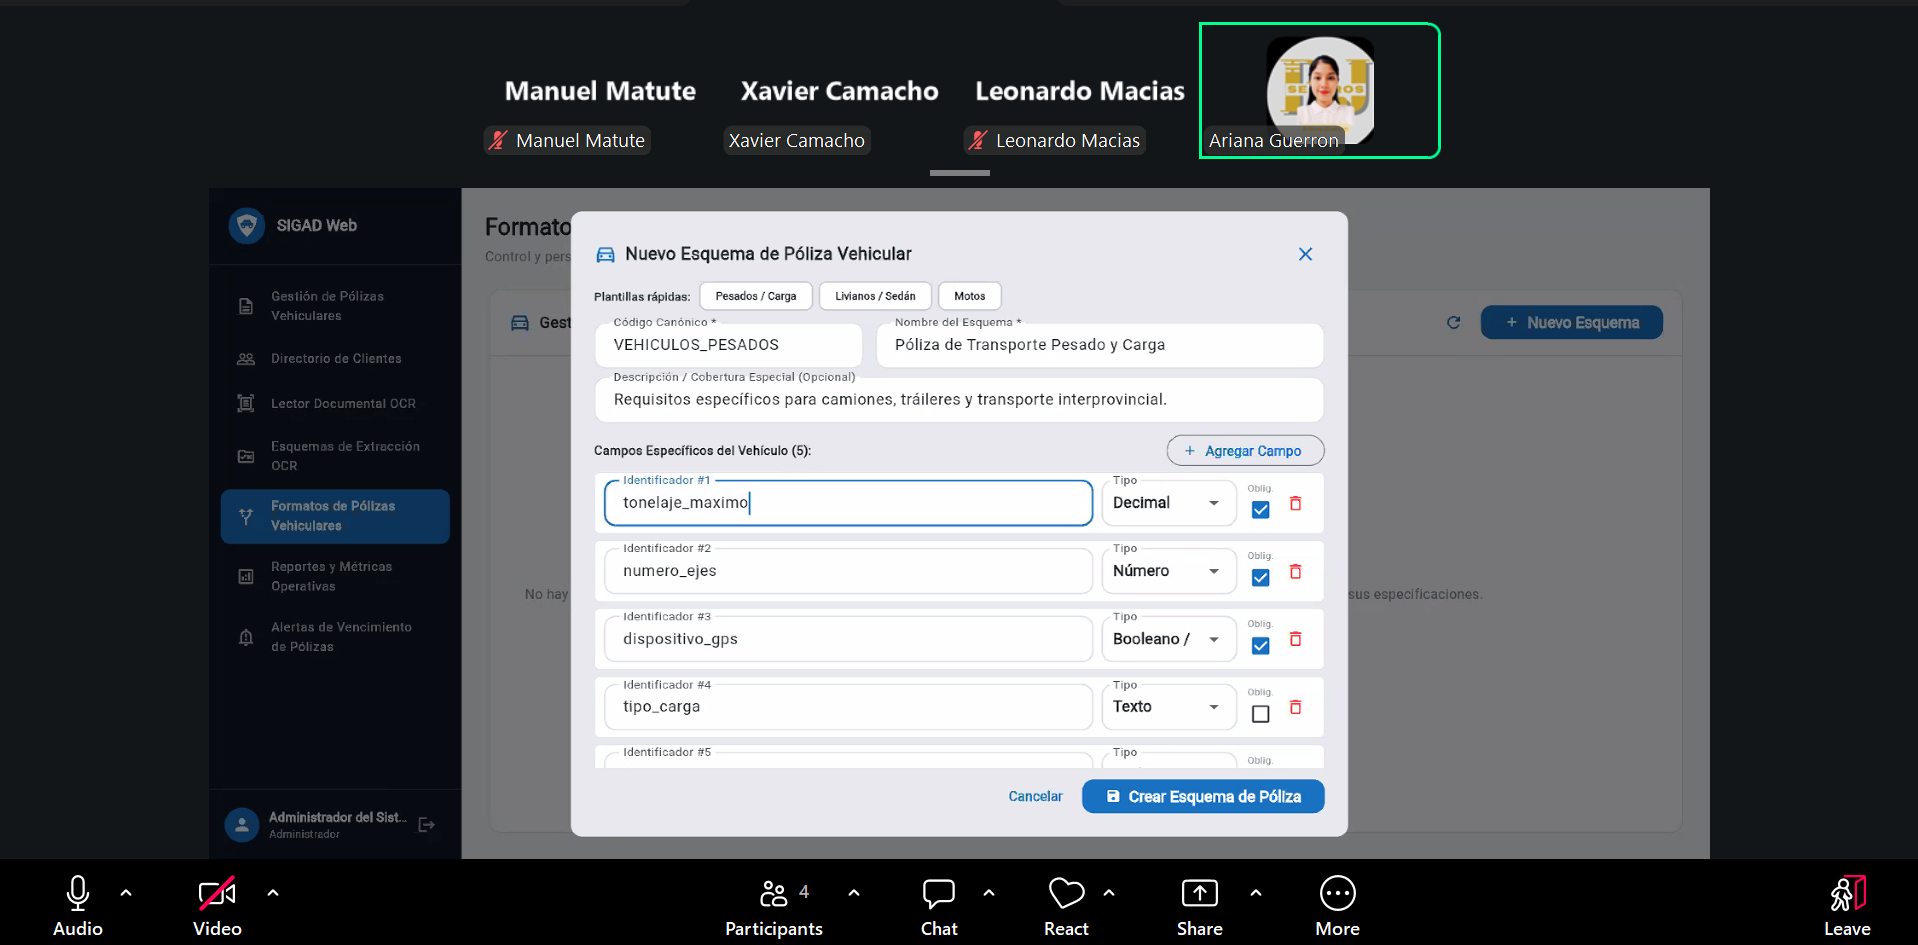 Manuel Matute
Xavier Camacho
Leonardo Macias
Manuel Matute
Xavier Camacho
Leonardo Macias
Ariana Guerron
SIGAD Web
Gestión de Pólizas
Vehiculares
Directorio de Clientes
Lector Documental OCR
Esquemas de Extracción
OCR
Formatos de Pólizas
Vehiculares
Reportes y Métricas
Operativas
Alertas de Vencimiento
de Pólizas
Administrador del Sist...
Administrador
Formato
Control y pers
Gest
Nuevo Esquema
No hay
sus especificaciones.
Nuevo Esquema de Póliza Vehicular
Plantillas rápidas:
Pesados / Carga
Livianos / Sedán
Motos
Código Canónico *
VEHICULOS_PESADOS
Nombre del Esquema *
Póliza de Transporte Pesado y Carga
Descripción / Cobertura Especial (Opcional)
Requisitos específicos para camiones, tráileres y transporte interprovincial.
Campos Específicos del Vehículo (5):
+ Agregar Campo
Identificador #1
tonelaje_maximo
Tipo
Decimal
Oblig.
Identificador #2
numero_ejes
Tipo
Número
Oblig.
Identificador #3
dispositivo_gps
Tipo
Booleano /
Oblig.
Identificador #4
tipo_carga
Tipo
Texto
Oblig.
Identificador #5
Tipo
Oblig.
Cancelar
Crear Esquema de Póliza
Audio
Video
4
Participants
Chat
React
Share
More
Leave